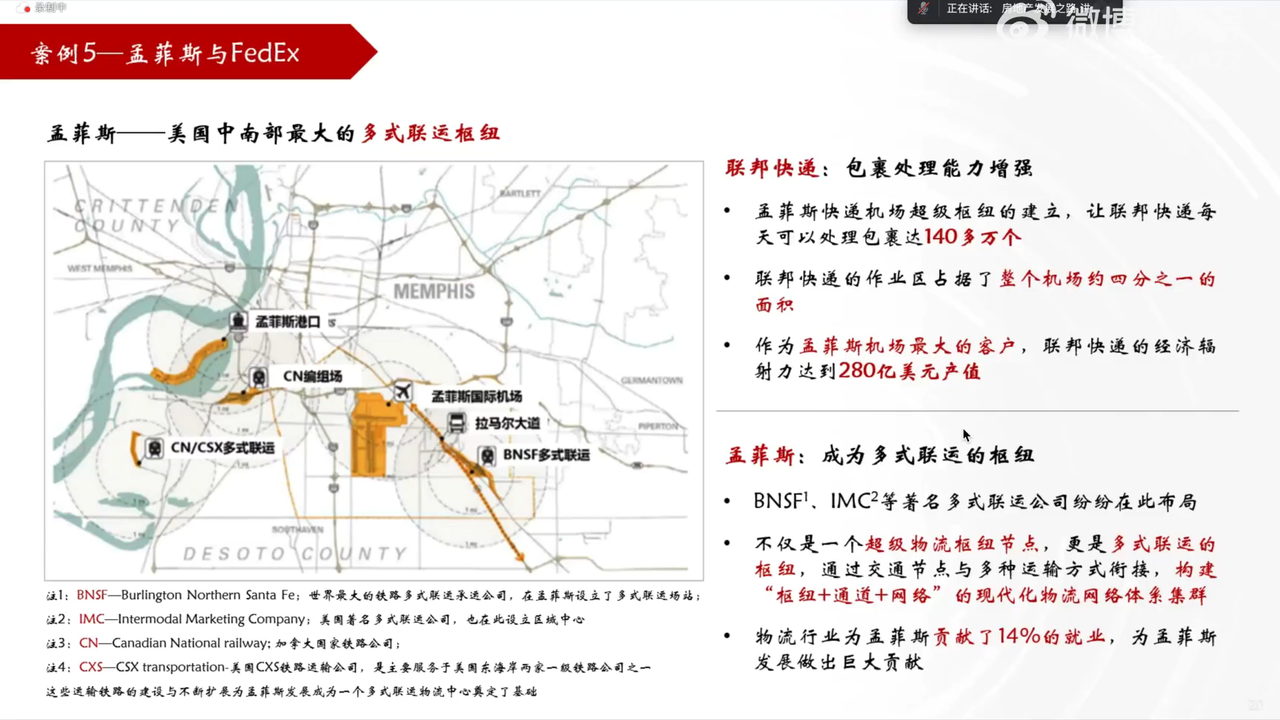 录制中
正在讲话: 房地产发展之路 讲
微博
案例5—孟菲斯与FedEx
孟菲斯——美国中南部最大的多式联运枢纽
CRITTENDEN
COUNTY
BARTLETT
WEST MEMPHIS
MEMPHIS
孟菲斯港口
CN编组场
孟菲斯国际机场
GERMANTOWN
拉马尔大道
PIPERTON
CN/CSX多式联运
BNSF多式联运
SOUTHAVEN
DESOTO COUNTY
注1：BNSF—Burlington Northern Santa Fe；世界最大的铁路多式联运承运公司，在孟菲斯设立了多式联运场站；
注2：IMC—Intermodal Marketing Company；美国著名多式联运公司，也在此设立区域中心
注3：CN—Canadian National railway; 加拿大国家铁路公司；
注4：CXS—CSX transportation-美国CXS铁路运输公司，是主要服务于美国东海岸两家一级铁路公司之一
这些运输铁路的建设与不断扩展为孟菲斯发展成为一个多式联运物流中心奠定了基础
联邦快递：包裹处理能力增强
• 孟菲斯快递机场超级枢纽的建立，让联邦快递每
天可以处理包裹达140多万个
• 联邦快递的作业区占据了整个机场约四分之一的
面积
• 作为孟菲斯机场最大的客户，联邦快递的经济辐
射力达到280亿美元产值
孟菲斯：成为多式联运的枢纽
• BNSF¹、IMC²等著名多式联运公司纷纷在此布局
• 不仅是一个超级物流枢纽节点，更是多式联运的
枢纽，通过交通节点与多种运输方式衔接，构建
“枢纽+通道+网络”的现代化物流网络体系集群
• 物流行业为孟菲斯贡献了14%的就业，为孟菲斯
发展做出巨大贡献